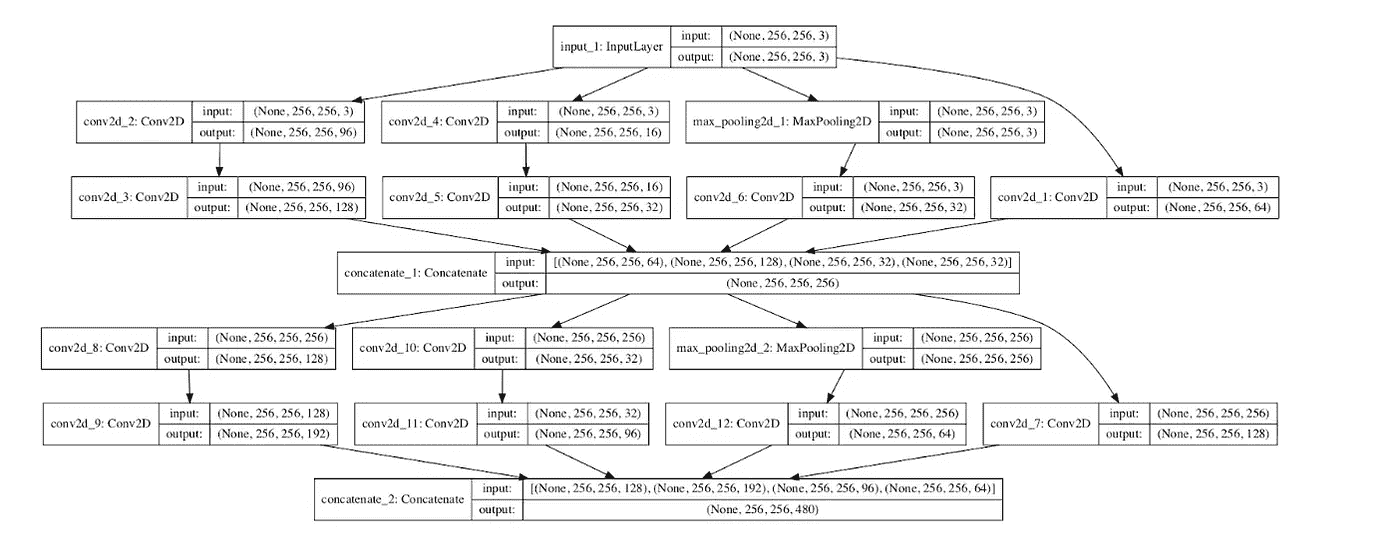 input_1: InputLayer
input: (None, 256, 256, 3)
output: (None, 256, 256, 3)
conv2d_2: Conv2D
input: (None, 256, 256, 3)
output: (None, 256, 256, 96)
conv2d_4: Conv2D
input: (None, 256, 256, 3)
output: (None, 256, 256, 16)
max_pooling2d_1: MaxPooling2D
input: (None, 256, 256, 3)
output: (None, 256, 256, 3)
conv2d_3: Conv2D
input: (None, 256, 256, 96)
output: (None, 256, 256, 128)
conv2d_5: Conv2D
input: (None, 256, 256, 16)
output: (None, 256, 256, 32)
conv2d_6: Conv2D
input: (None, 256, 256, 3)
output: (None, 256, 256, 32)
conv2d_1: Conv2D
input: (None, 256, 256, 3)
output: (None, 256, 256, 64)
concatenate_1: Concatenate
input: [(None, 256, 256, 64), (None, 256, 256, 128), (None, 256, 256, 32), (None, 256, 256, 32)]
output: (None, 256, 256, 256)
conv2d_8: Conv2D
input: (None, 256, 256, 256)
output: (None, 256, 256, 128)
conv2d_10: Conv2D
input: (None, 256, 256, 256)
output: (None, 256, 256, 32)
max_pooling2d_2: MaxPooling2D
input: (None, 256, 256, 256)
output: (None, 256, 256, 256)
conv2d_9: Conv2D
input: (None, 256, 256, 128)
output: (None, 256, 256, 192)
conv2d_11: Conv2D
input: (None, 256, 256, 32)
output: (None, 256, 256, 96)
conv2d_12: Conv2D
input: (None, 256, 256, 256)
output: (None, 256, 256, 64)
conv2d_7: Conv2D
input: (None, 256, 256, 256)
output: (None, 256, 256, 128)
concatenate_2: Concatenate
input: [(None, 256, 256, 128), (None, 256, 256, 192), (None, 256, 256, 96), (None, 256, 256, 64)]
output: (None, 256, 256, 480)